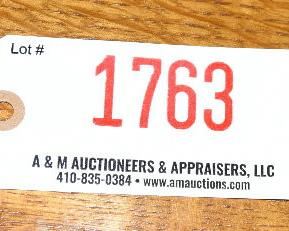 Lot #
1763
A & M AUCTIONEERS & APPRAISERS, LLC
410-835-0384 • www.amauctions.com